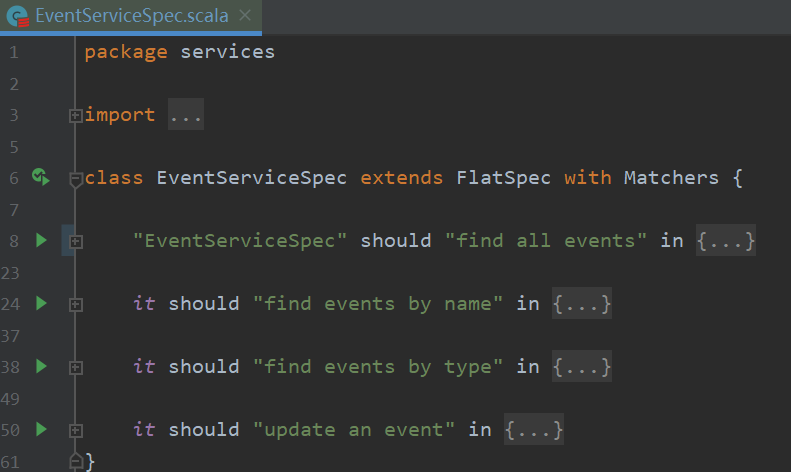 EventServiceSpec.scala
1 package services
2
3 import ...
5
6 class EventServiceSpec extends FlatSpec with Matchers {
7
8 "EventServiceSpec" should "find all events" in {...}
23
24 it should "find events by name" in {...}
37
38 it should "find events by type" in {...}
49
50 it should "update an event" in {...}
61 }